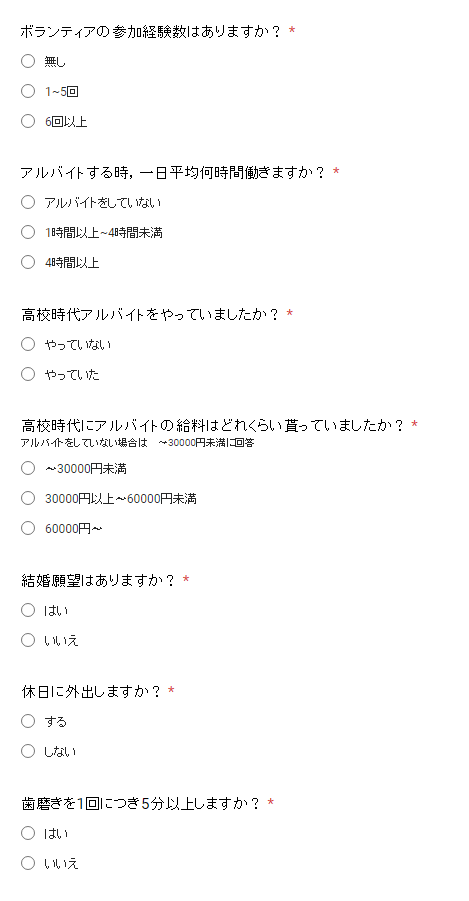 ボランティアの参加経験数はありますか？ *
無し
1~5回
6回以上
アルバイトする時，一日平均何時間働きますか？ *
アルバイトをしていない
1時間以上~4時間未満
4時間以上
高校時代アルバイトをやっていましたか？ *
やっていない
やっていた
高校時代にアルバイトの給料はどれくらい貰っていましたか？ *
アルバイトをしていない場合は　～30000円未満に回答
～30000円未満
30000円以上～60000円未満
60000円～
結婚願望はありますか？ *
はい
いいえ
休日に外出しますか？ *
する
しない
歯磨きを1回につき5分以上しますか？ *
はい
いいえ